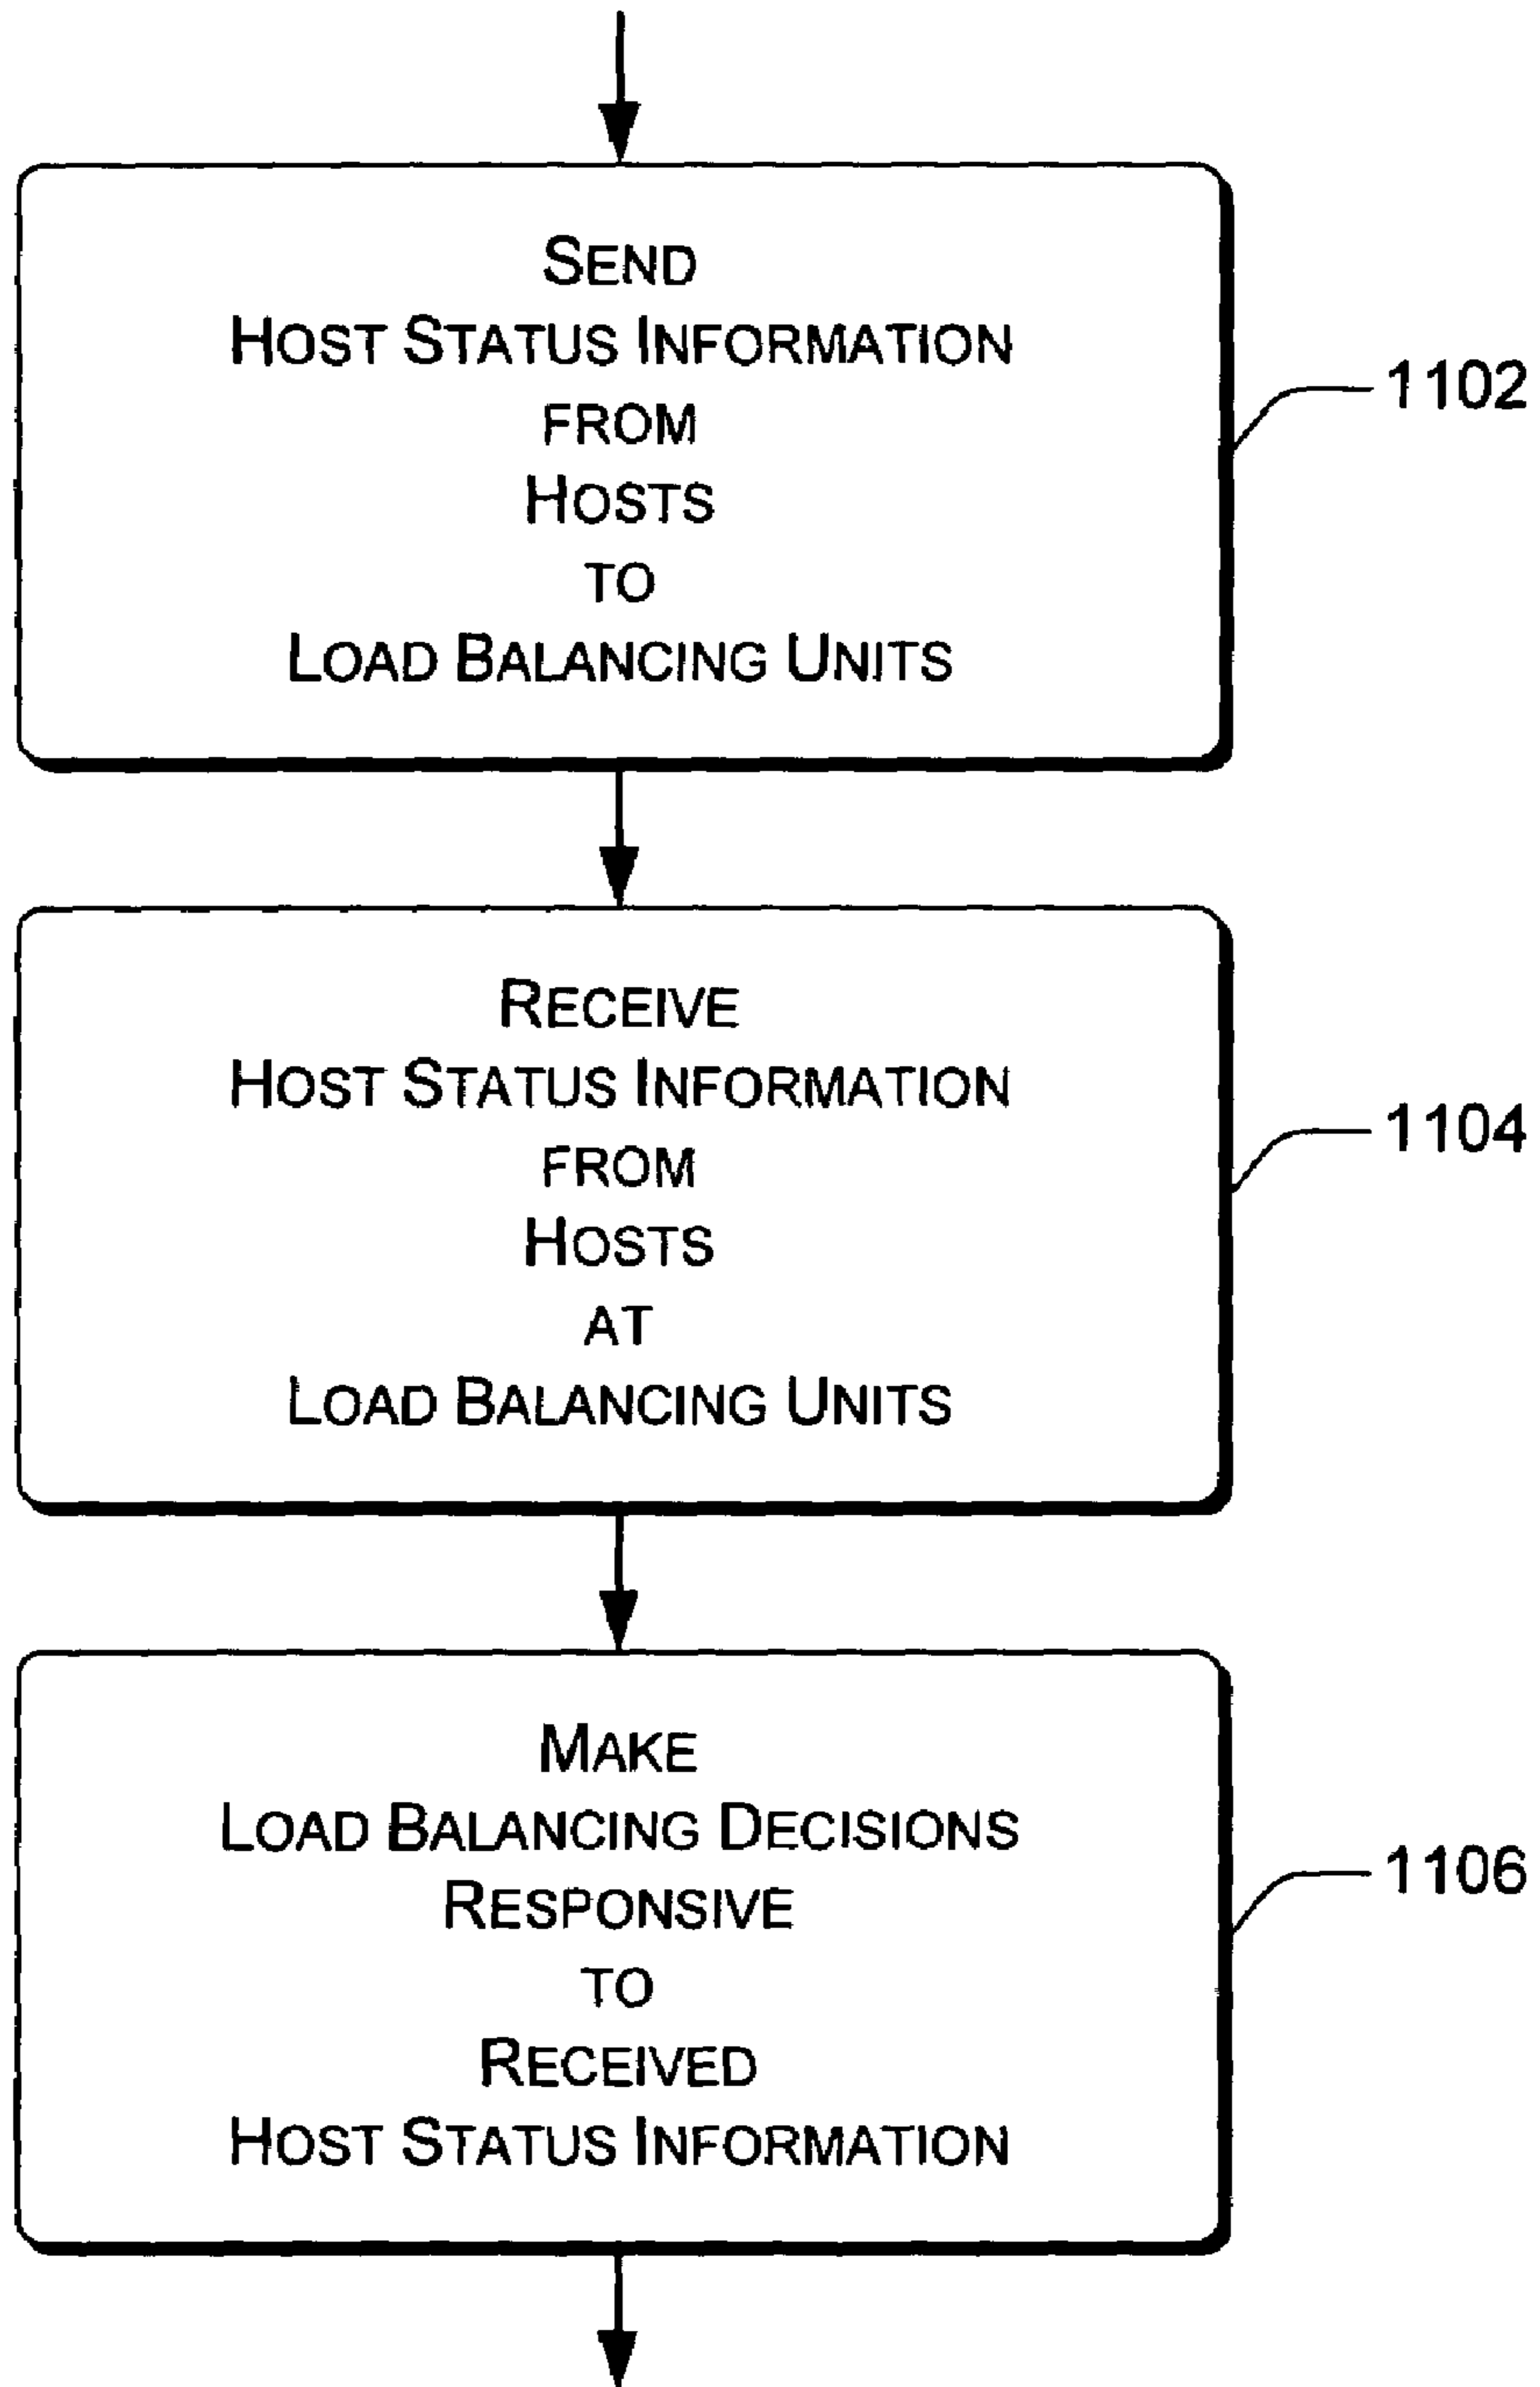 SEND
HOST STATUS INFORMATION
FROM
HOSTS
TO
LOAD BALANCING UNITS
1102
RECEIVE
HOST STATUS INFORMATION
FROM
HOSTS
AT
LOAD BALANCING UNITS
1104
MAKE
LOAD BALANCING DECISIONS
RESPONSIVE
TO
RECEIVED
HOST STATUS INFORMATION
1106